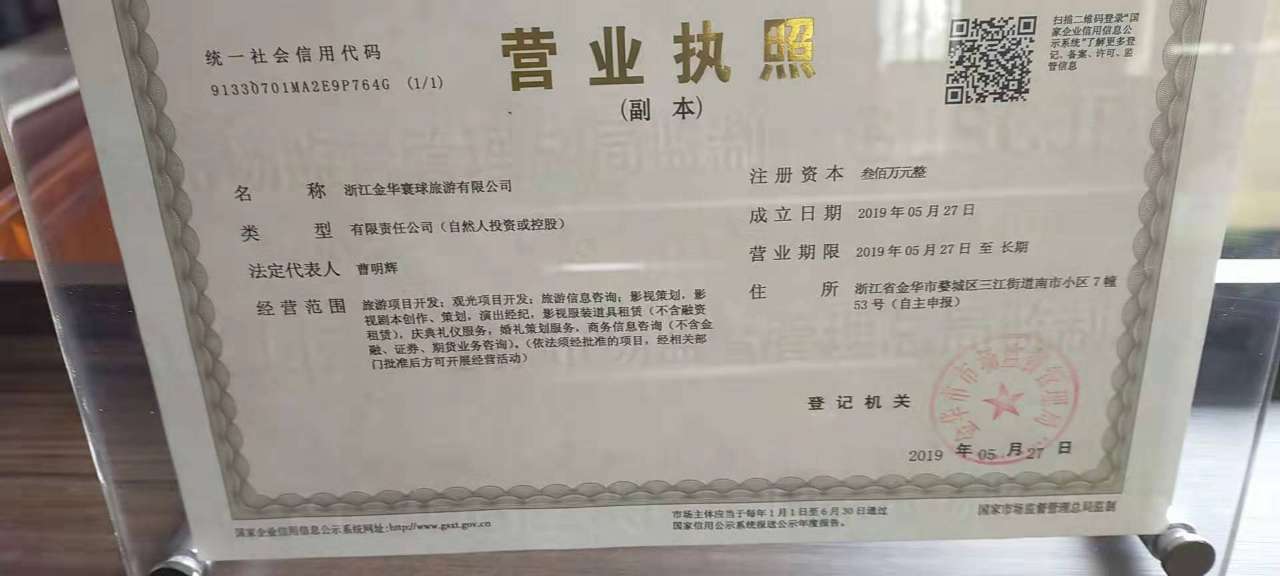 统一社会信用代码
91330701MA2E9P764G (1/1)
营业执照
(副 本)
扫描二维码登录“国
家企业信用信息公
示系统”了解更多登
记、备案、许可、监
管信息
名 称 浙江金华寰球旅游有限公司
类 型 有限责任公司（自然人投资或控股）
法定代表人 曹明辉
经营范围 旅游项目开发；观光项目开发；旅游信息咨询；影视策划，影
视剧本创作、策划，演出经纪，影视服装道具租赁（不含融资
租赁），庆典礼仪服务，婚礼策划服务，商务信息咨询（不含金
融、证券、期货业务咨询）。（依法须经批准的项目，经相关部
门批准后方可开展经营活动）
注册资本 叁佰万元整
成立日期 2019年05月27日
营业期限 2019年05月27日 至 长期
住 所 浙江省金华市婺城区三江街道南市小区7幢
53号（自主申报）
登记机关
金华市市场监督管理局
2019 年 05 月 27 日
国家企业信用信息公示系统网址：http://www.gsxt.gov.cn
市场主体应当于每年1月1日至6月30日通过
国家信用公示系统报送公示年度报告。
国家市场监督管理总局监制